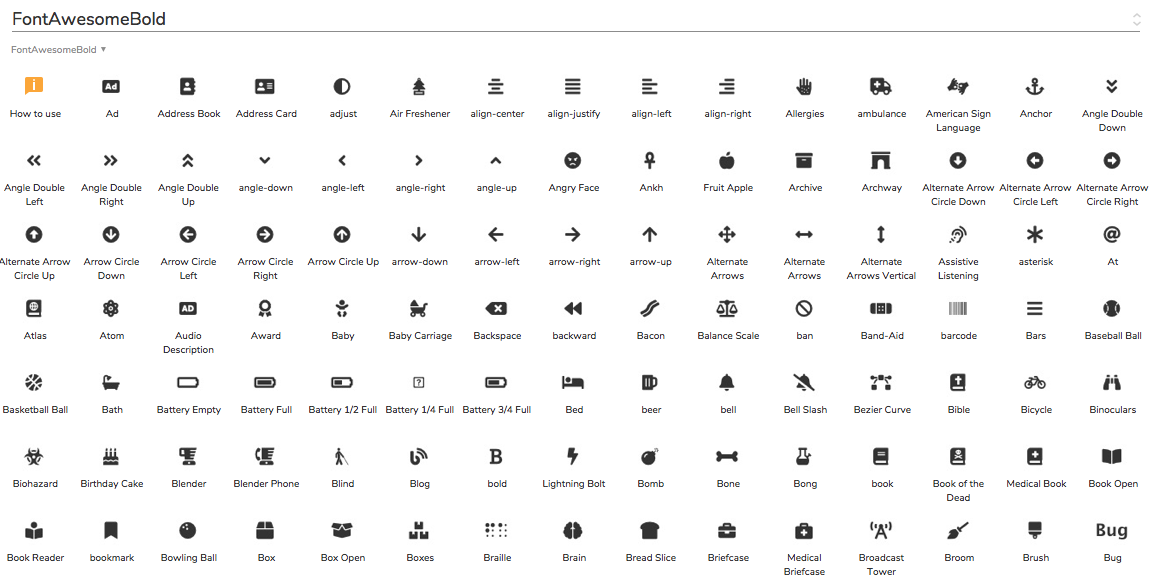 FontAwesomeBold
FontAwesomeBold
How to use Ad Address Book Address Card adjust Air Freshener align-center align-justify align-left align-right Allergies ambulance American Sign Anchor Angle Double
Language Down
Angle Double Angle Double Angle Double angle-down angle-left angle-right angle-up Angry Face Ankh Fruit Apple Archive Archway Alternate Arrow Alternate Arrow Alternate Arrow
Left Right Up Circle Down Circle Left Circle Right
Alternate Arrow Arrow Circle Arrow Circle Arrow Circle Arrow Circle Up arrow-down arrow-left arrow-right arrow-up Alternate Alternate Alternate Assistive asterisk At
Circle Up Down Left Right Arrows Arrows Arrows Vertical Listening
AD
Atlas Atom Audio Award Baby Baby Carriage Backspace backward Bacon Balance Scale ban Band-Aid barcode Bars Baseball Ball
Description
Basketball Ball Bath Battery Empty Battery Full Battery 1/2 Full Battery 1/4 Full Battery 3/4 Full Bed beer bell Bell Slash Bezier Curve Bible Bicycle Binoculars
B
Biohazard Birthday Cake Blender Blender Phone Blind Blog bold Lightning Bolt Bomb Bone Bong book Book of the Medical Book Book Open
Dead
Bug
Book Reader bookmark Bowling Ball Box Box Open Boxes Braille Brain Bread Slice Briefcase Medical Broadcast Broom Brush Bug
Briefcase Tower